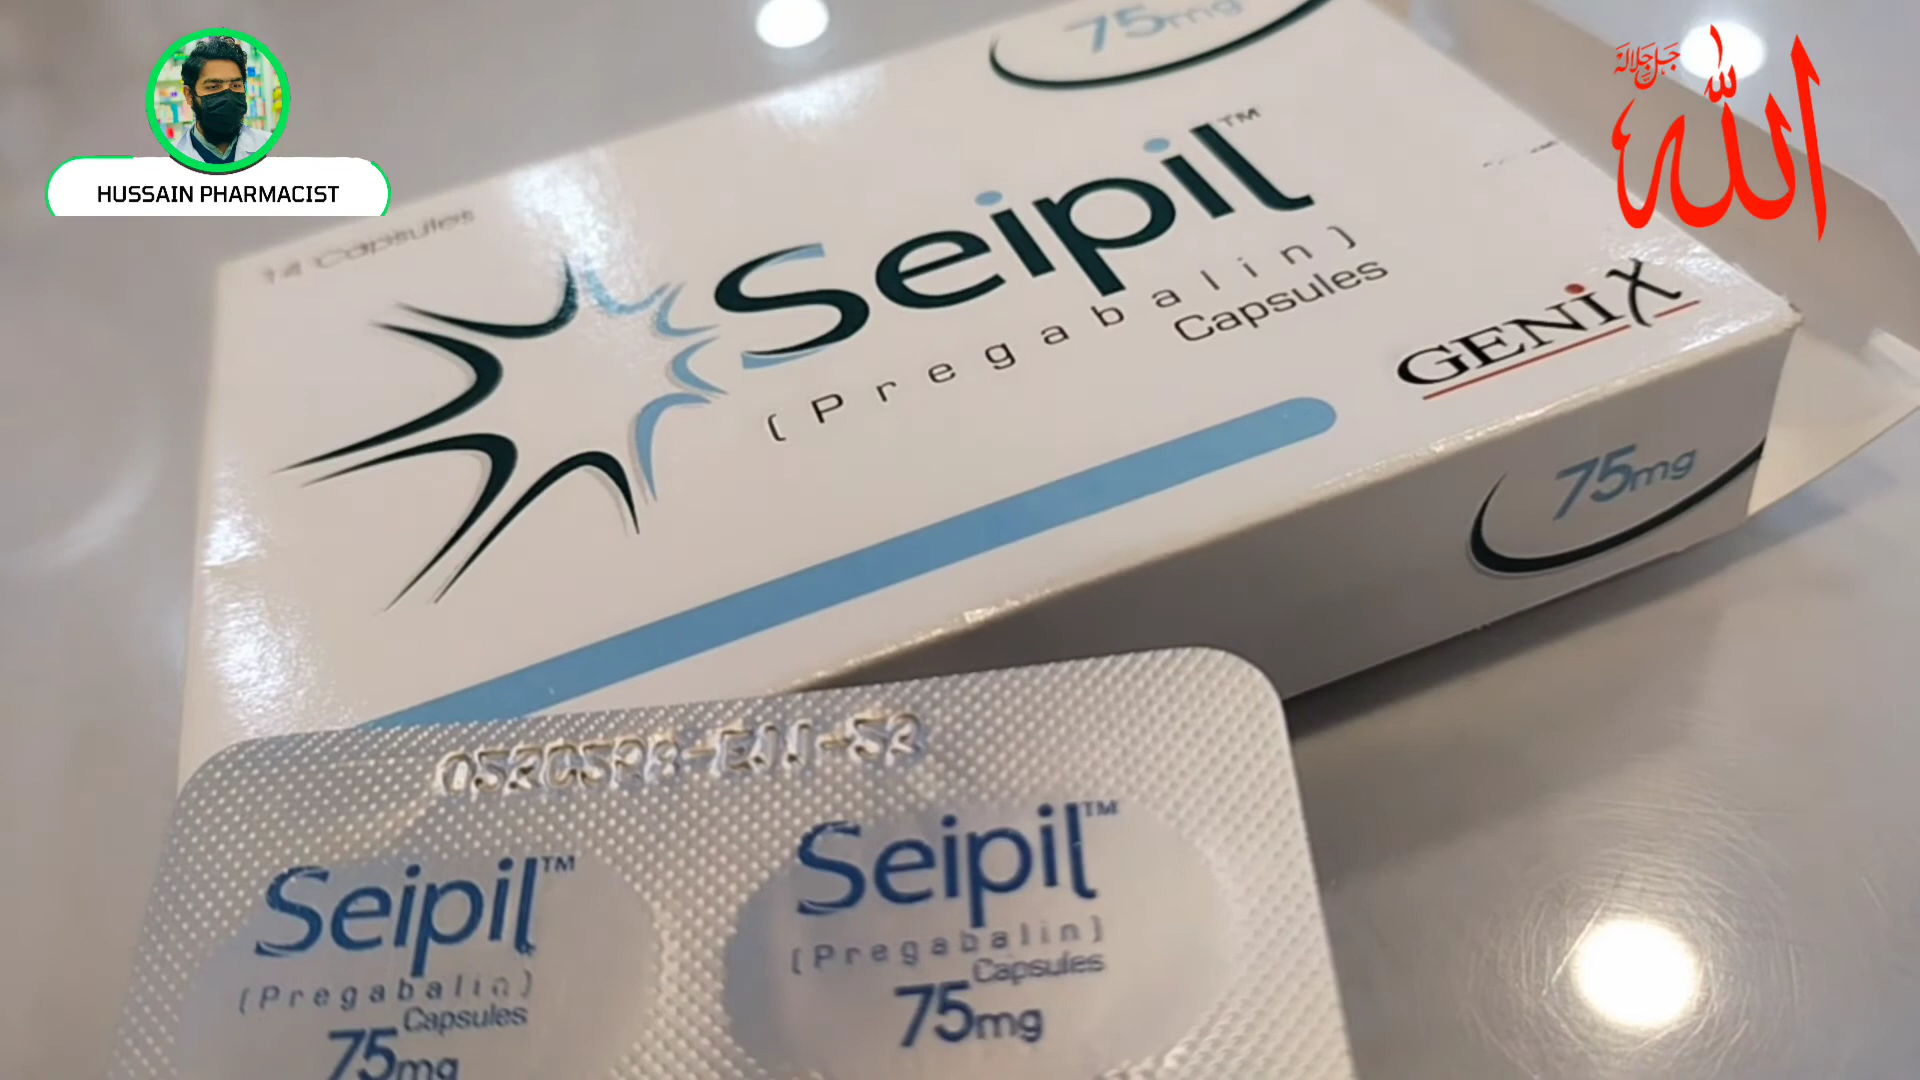 HUSSAIN PHARMACIST
جل جلاله
الله
75mg
14 Capsules
Seipil™
(Pregabalin)
Capsules
GENIX
75mg
Seipil™
(Pregabalin)
Capsules
75mg
Seipil™
(Pregabalin)
Capsules
75mg